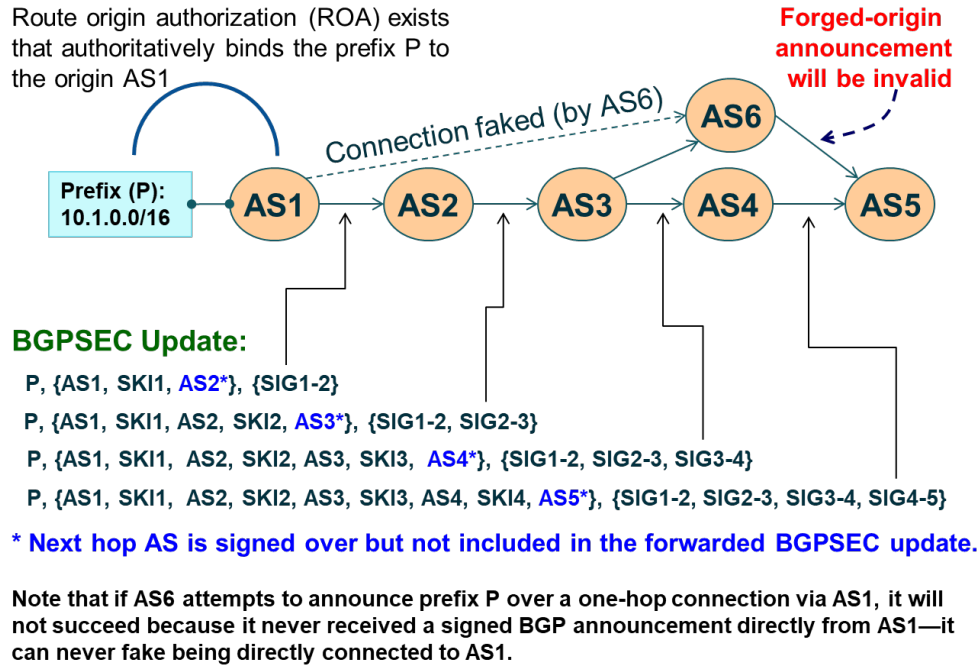 Route origin authorization (ROA) exists
that authoritatively binds the prefix P to
the origin AS1
Forged-origin
announcement
will be invalid
Connection faked (by AS6)
AS6
Prefix (P):
10.1.0.0/16
AS1
AS2
AS3
AS4
AS5
BGPSEC Update:
P, {AS1, SKI1, AS2*}, {SIG1-2}
P, {AS1, SKI1, AS2, SKI2, AS3*}, {SIG1-2, SIG2-3}
P, {AS1, SKI1, AS2, SKI2, AS3, SKI3, AS4*}, {SIG1-2, SIG2-3, SIG3-4}
P, {AS1, SKI1, AS2, SKI2, AS3, SKI3, AS4, SKI4, AS5*}, {SIG1-2, SIG2-3, SIG3-4, SIG4-5}
* Next hop AS is signed over but not included in the forwarded BGPSEC update.
Note that if AS6 attempts to announce prefix P over a one-hop connection via AS1, it will
not succeed because it never received a signed BGP announcement directly from AS1—it
can never fake being directly connected to AS1.